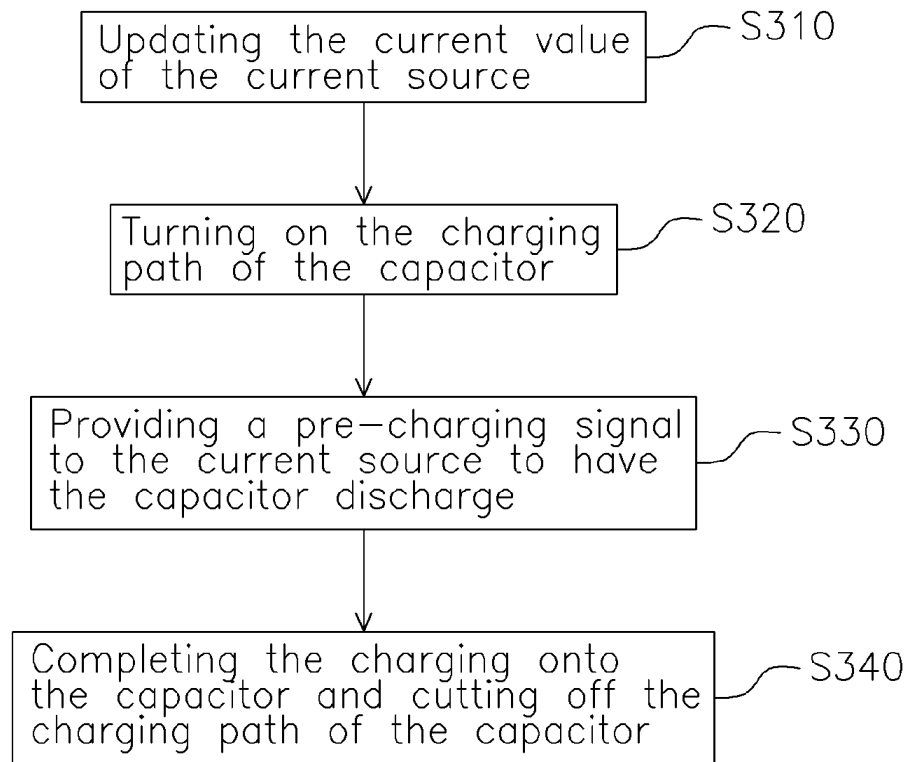 Updating the current value
of the current source
S310
Turning on the charging
path of the capacitor
S320
Providing a pre-charging signal
to the current source to have
the capacitor discharge
S330
Completing the charging onto
the capacitor and cutting off the
charging path of the capacitor
S340